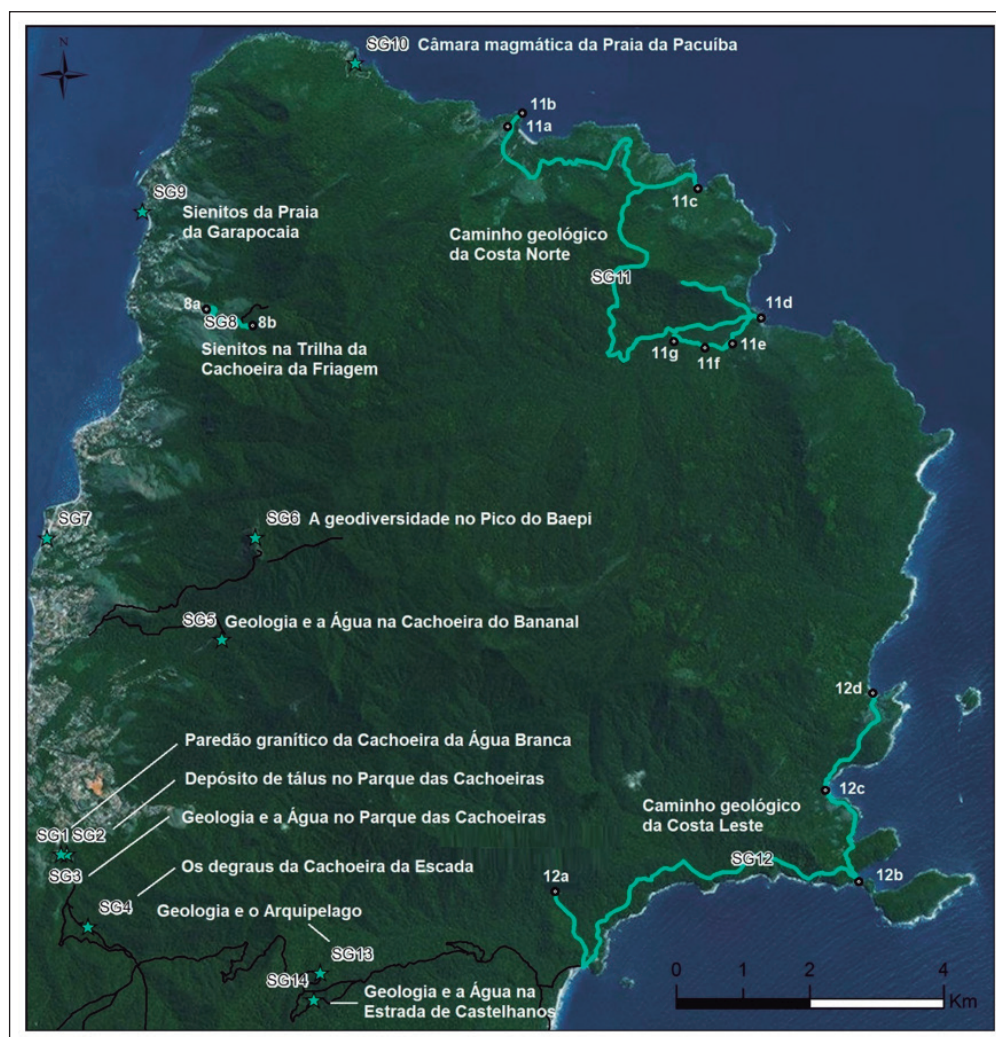 N
SG10 Câmara magmática da Praia da Pacuíba
11b
11a
SG9
Sienitos da Praia
da Garapocaia
11c
Caminho geológico
da Costa Norte
SG11
8a
SG8
8b
11d
Sienitos na Trilha da
Cachoeira da Friagem
11g
11f
11e
SG7
SG6 A geodiversidade no Pico do Baepi
SG5 Geologia e a Água na Cachoeira do Bananal
12d
Paredão granítico da Cachoeira da Água Branca
Depósito de tálus no Parque das Cachoeiras
12c
Caminho geológico
da Costa Leste
Geologia e a Água no Parque das Cachoeiras
SG1 SG2
SG3
Os degraus da Cachoeira da Escada
SG12
12a
12b
SG4
Geologia e o Arquipelago
SG13
SG14
Geologia e a Água na
Estrada de Castelhanos
0 2 4
Km